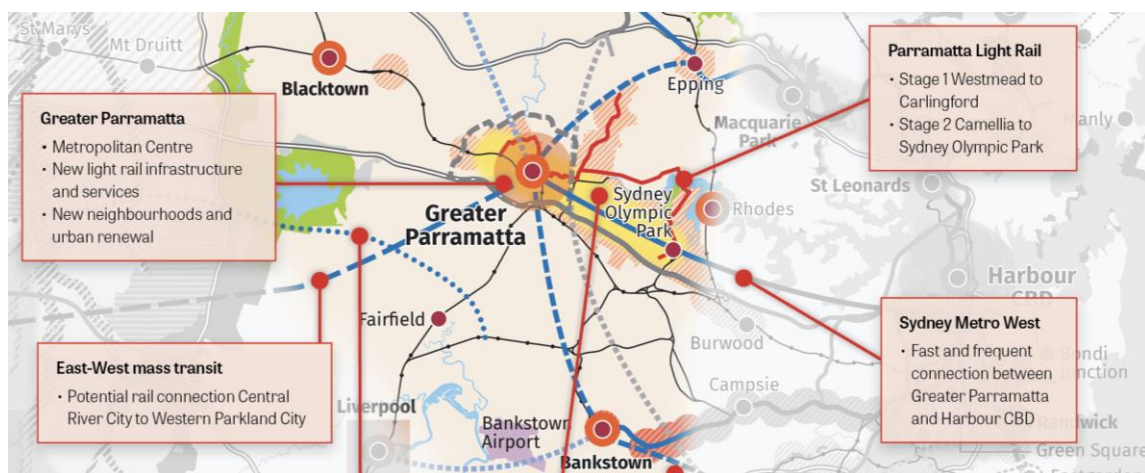 St Marys
Mt Druitt
Blacktown
Epping
Macquarie
Park
Manly
St Leonards
Greater Parramatta
• Metropolitan Centre
• New light rail infrastructure
and services
• New neighbourhoods and
urban renewal
Parramatta Light Rail
• Stage 1 Westmead to
Carlingford
• Stage 2 Camellia to
Sydney Olympic Park
Greater
Parramatta
Sydney
Olympic
Park
Rhodes
Harbour
CBD
Fairfield
Burwood
East-West mass transit
• Potential rail connection Central
River City to Western Parkland City
Sydney Metro West
• Fast and frequent
connection between
Greater Parramatta
and Harbour CBD
Liverpool
Bankstown
Airport
Bankstown
Campsie
Bondi
Junction
Randwick
Green Square